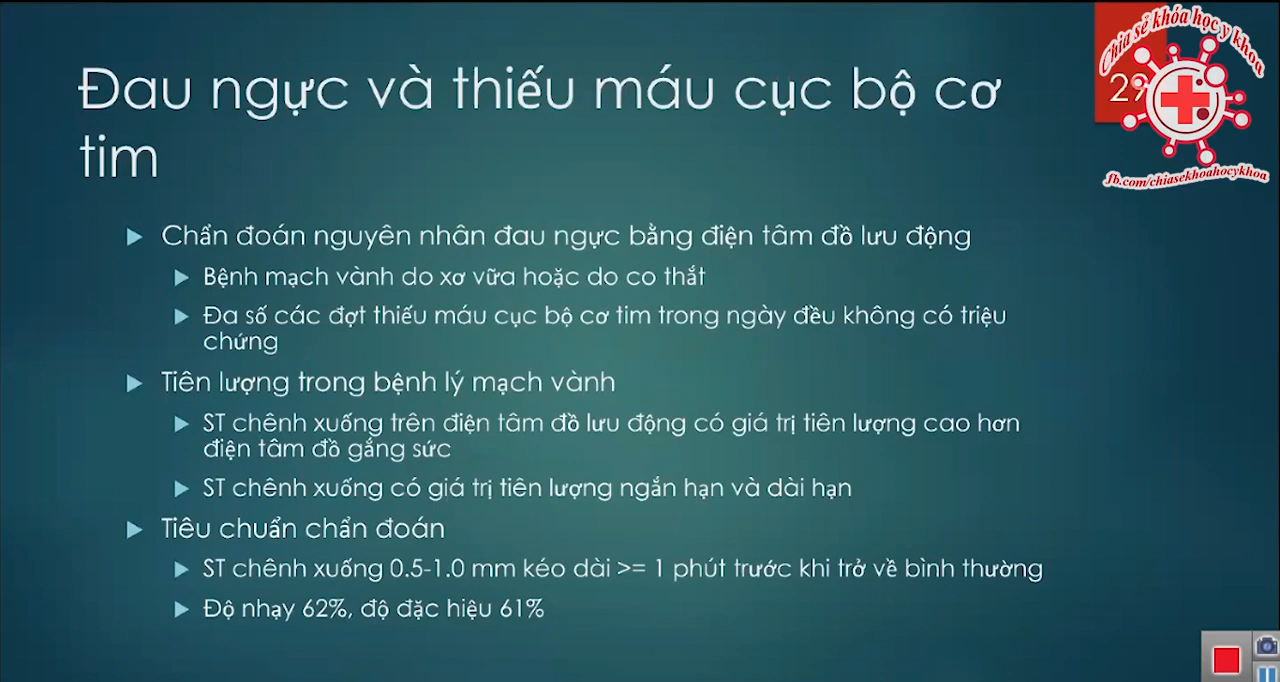 Đau ngực và thiếu máu cục bộ cơ
tim
29
Chia sẻ khóa học y khoa
fb.com/chiasekhoahocykhoa
Chẩn đoán nguyên nhân đau ngực bằng điện tâm đồ lưu động
Bệnh mạch vành do xơ vữa hoặc do co thắt
Đa số các đợt thiếu máu cục bộ cơ tim trong ngày đều không có triệu
chứng
Tiên lượng trong bệnh lý mạch vành
ST chênh xuống trên điện tâm đồ lưu động có giá trị tiên lượng cao hơn
điện tâm đồ gắng sức
ST chênh xuống có giá trị tiên lượng ngắn hạn và dài hạn
Tiêu chuẩn chẩn đoán
ST chênh xuống 0.5-1.0 mm kéo dài >= 1 phút trước khi trở về bình thường
Độ nhạy 62%, độ đặc hiệu 61%